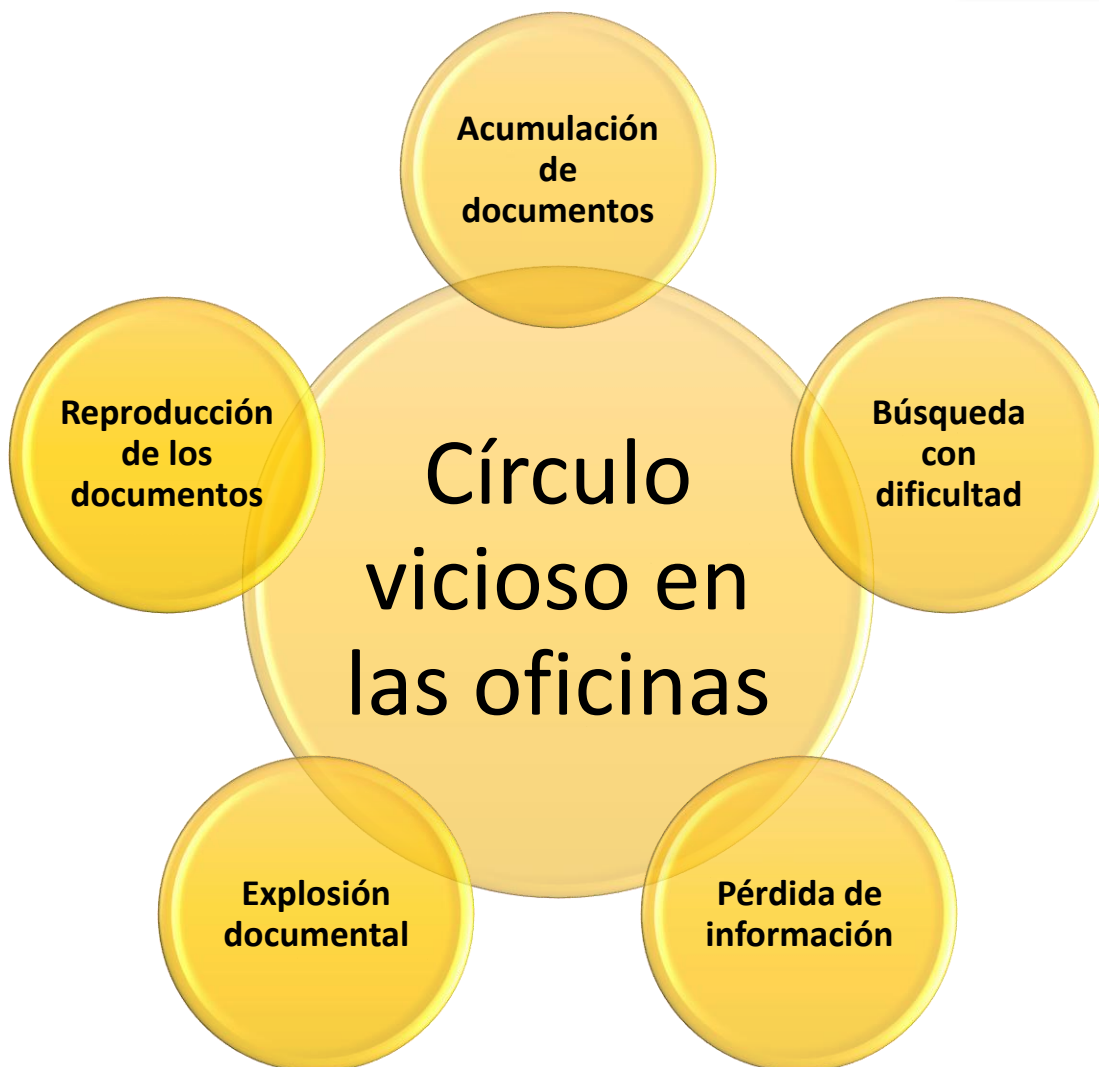 Acumulación
de
documentos
Búsqueda
con
dificultad
Pérdida de
información
Explosión
documental
Reproducción
de los
documentos
Círculo
vicioso en
las oficinas